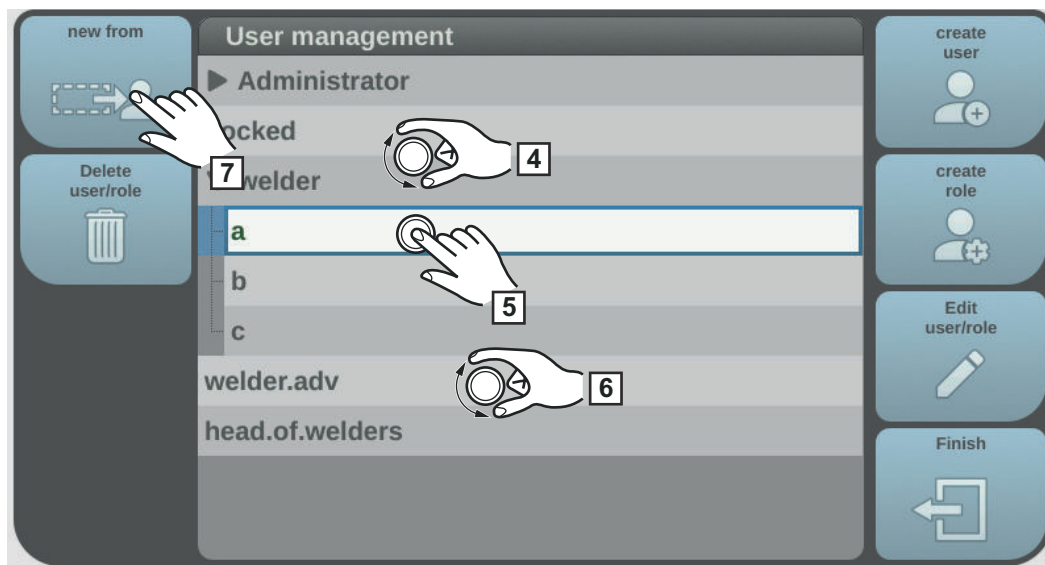 new from
User management
create
user
Administrator
ocked
4
7
welder
Delete
user/role
create
role
a
b
5
Edit
user/role
c
welder.adv
6
head.of.welders
Finish